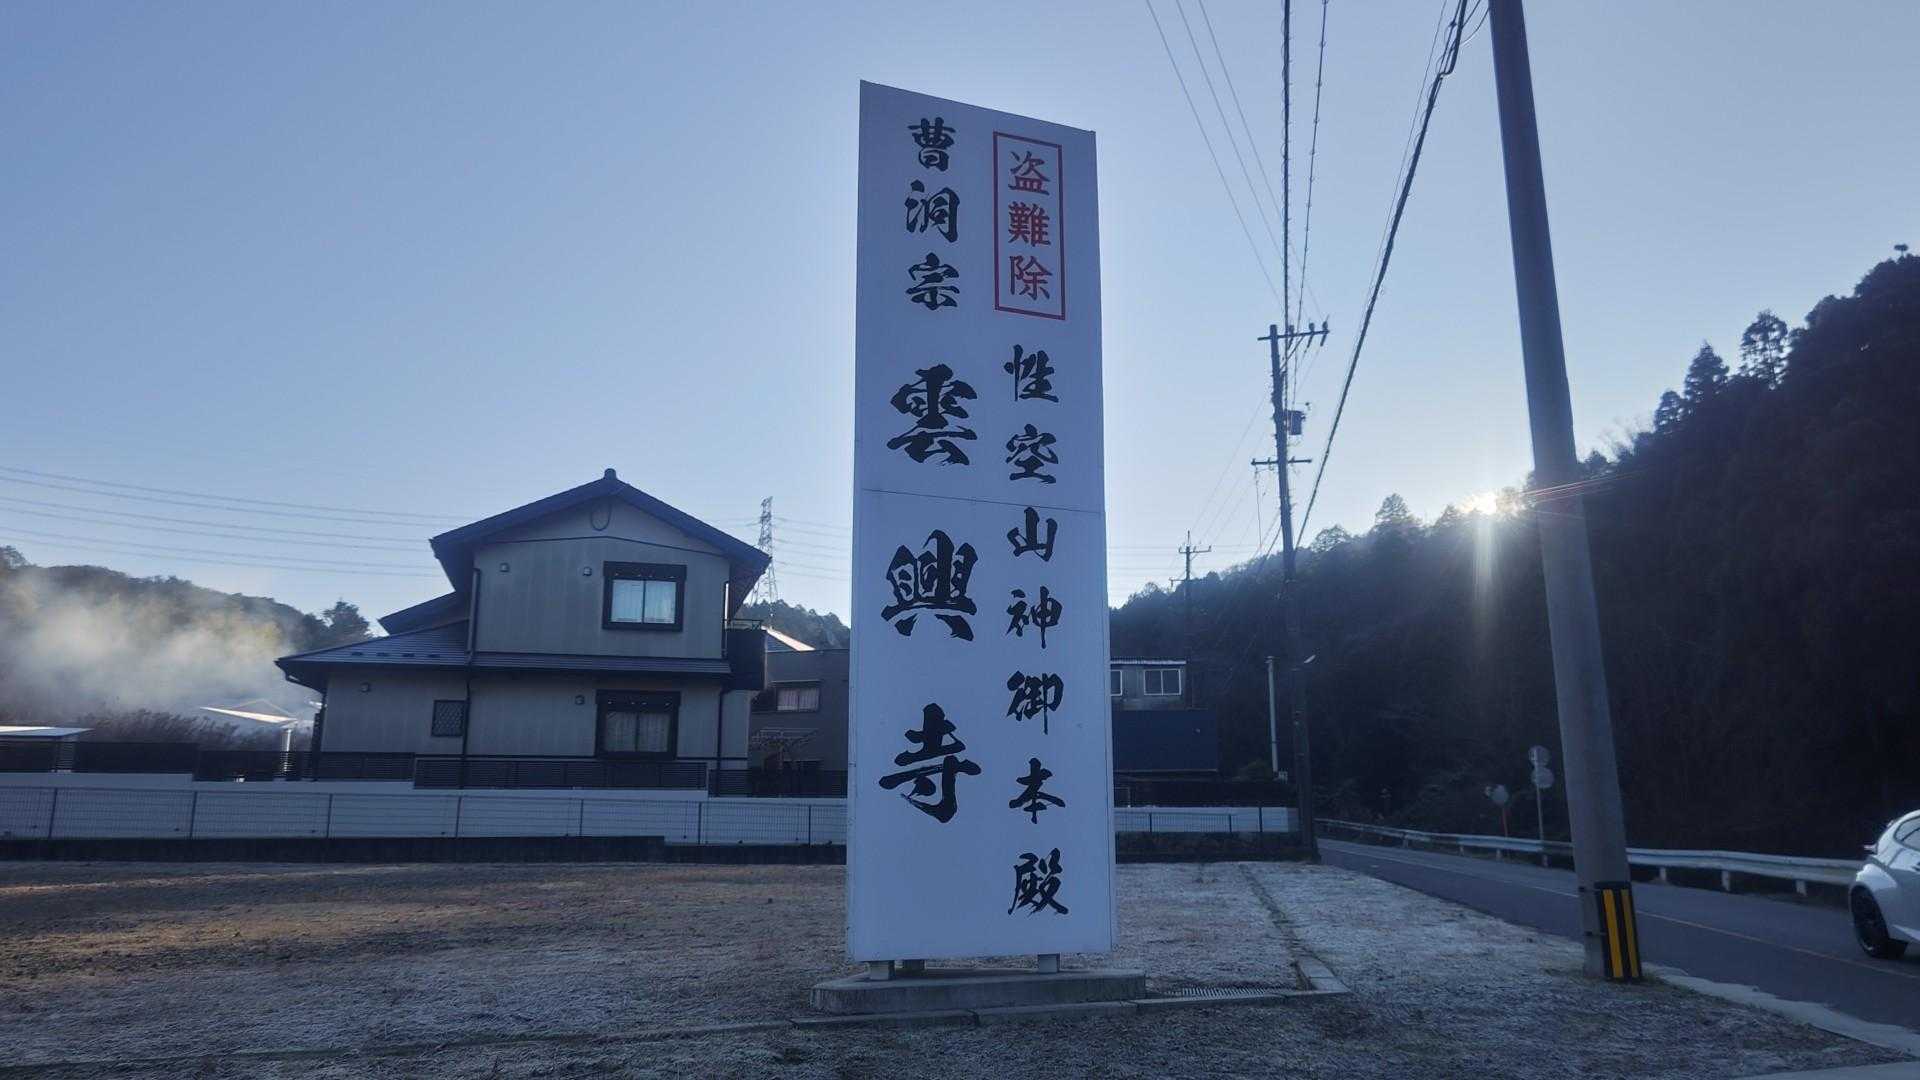 盗難除
性空山神御本殿
曹洞宗 雲興寺